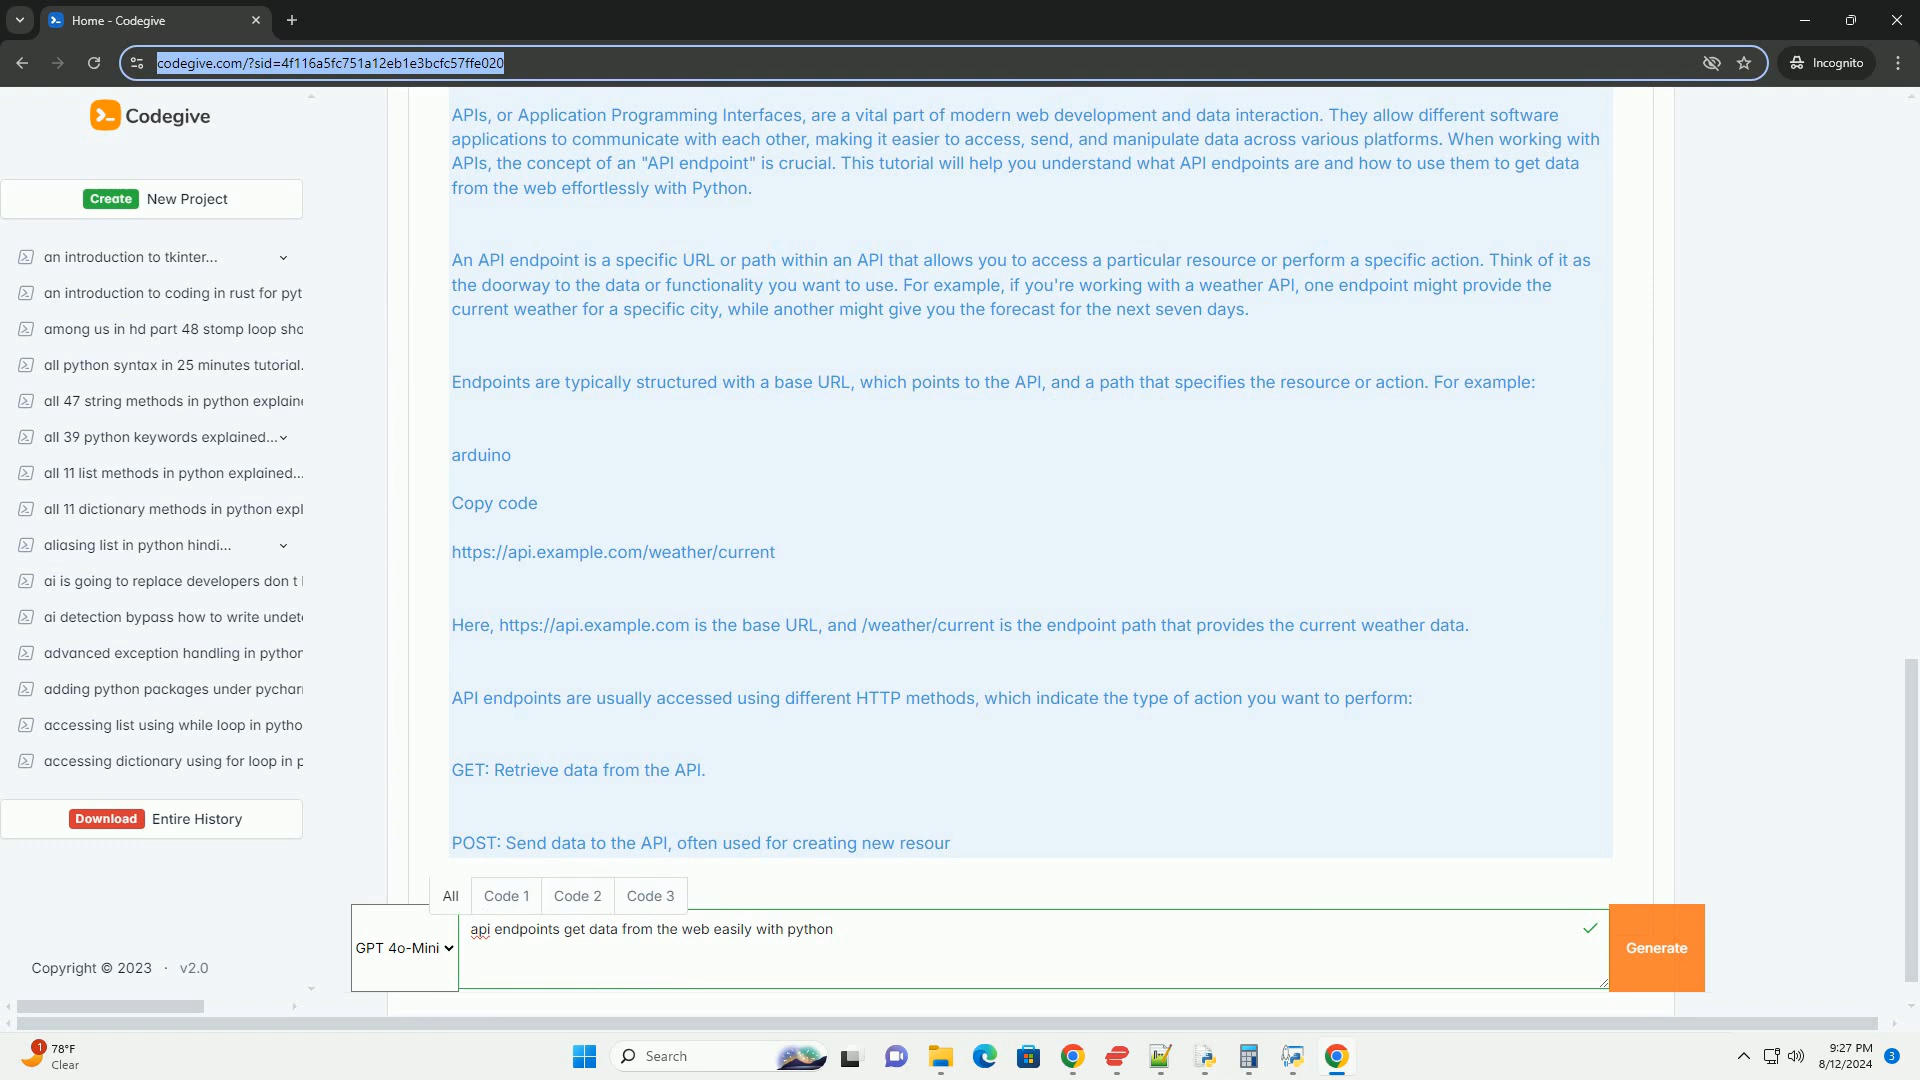 Home - Codegive
codegive.com/?sid=4f116a5fc751a12eb1e3bcfc57ffe020
Incognito
Codegive
Create New Project
an introduction to tkinter...
an introduction to coding in rust for pyt
among us in hd part 48 stomp loop sho
all python syntax in 25 minutes tutorial.
all 47 string methods in python explaine
all 39 python keywords explained...
all 11 list methods in python explained...
all 11 dictionary methods in python expl
aliasing list in python hindi...
ai is going to replace developers don t
ai detection bypass how to write undete
advanced exception handling in python
adding python packages under pychar
accessing list using while loop in pytho
accessing dictionary using for loop in p
Download Entire History
Copyright © 2023 · v2.0
APIs, or Application Programming Interfaces, are a vital part of modern web development and data interaction. They allow different software
applications to communicate with each other, making it easier to access, send, and manipulate data across various platforms. When working with
APIs, the concept of an "API endpoint" is crucial. This tutorial will help you understand what API endpoints are and how to use them to get data
from the web effortlessly with Python.
An API endpoint is a specific URL or path within an API that allows you to access a particular resource or perform a specific action. Think of it as
the doorway to the data or functionality you want to use. For example, if you're working with a weather API, one endpoint might provide the
current weather for a specific city, while another might give you the forecast for the next seven days.
Endpoints are typically structured with a base URL, which points to the API, and a path that specifies the resource or action. For example:
arduino
Copy code
https://api.example.com/weather/current
Here, https://api.example.com is the base URL, and /weather/current is the endpoint path that provides the current weather data.
API endpoints are usually accessed using different HTTP methods, which indicate the type of action you want to perform:
GET: Retrieve data from the API.
POST: Send data to the API, often used for creating new resour
All Code 1 Code 2 Code 3
GPT 4o-Mini
api endpoints get data from the web easily with python
Generate
1
78°F
Clear
Search
9:27 PM
8/12/2024
3